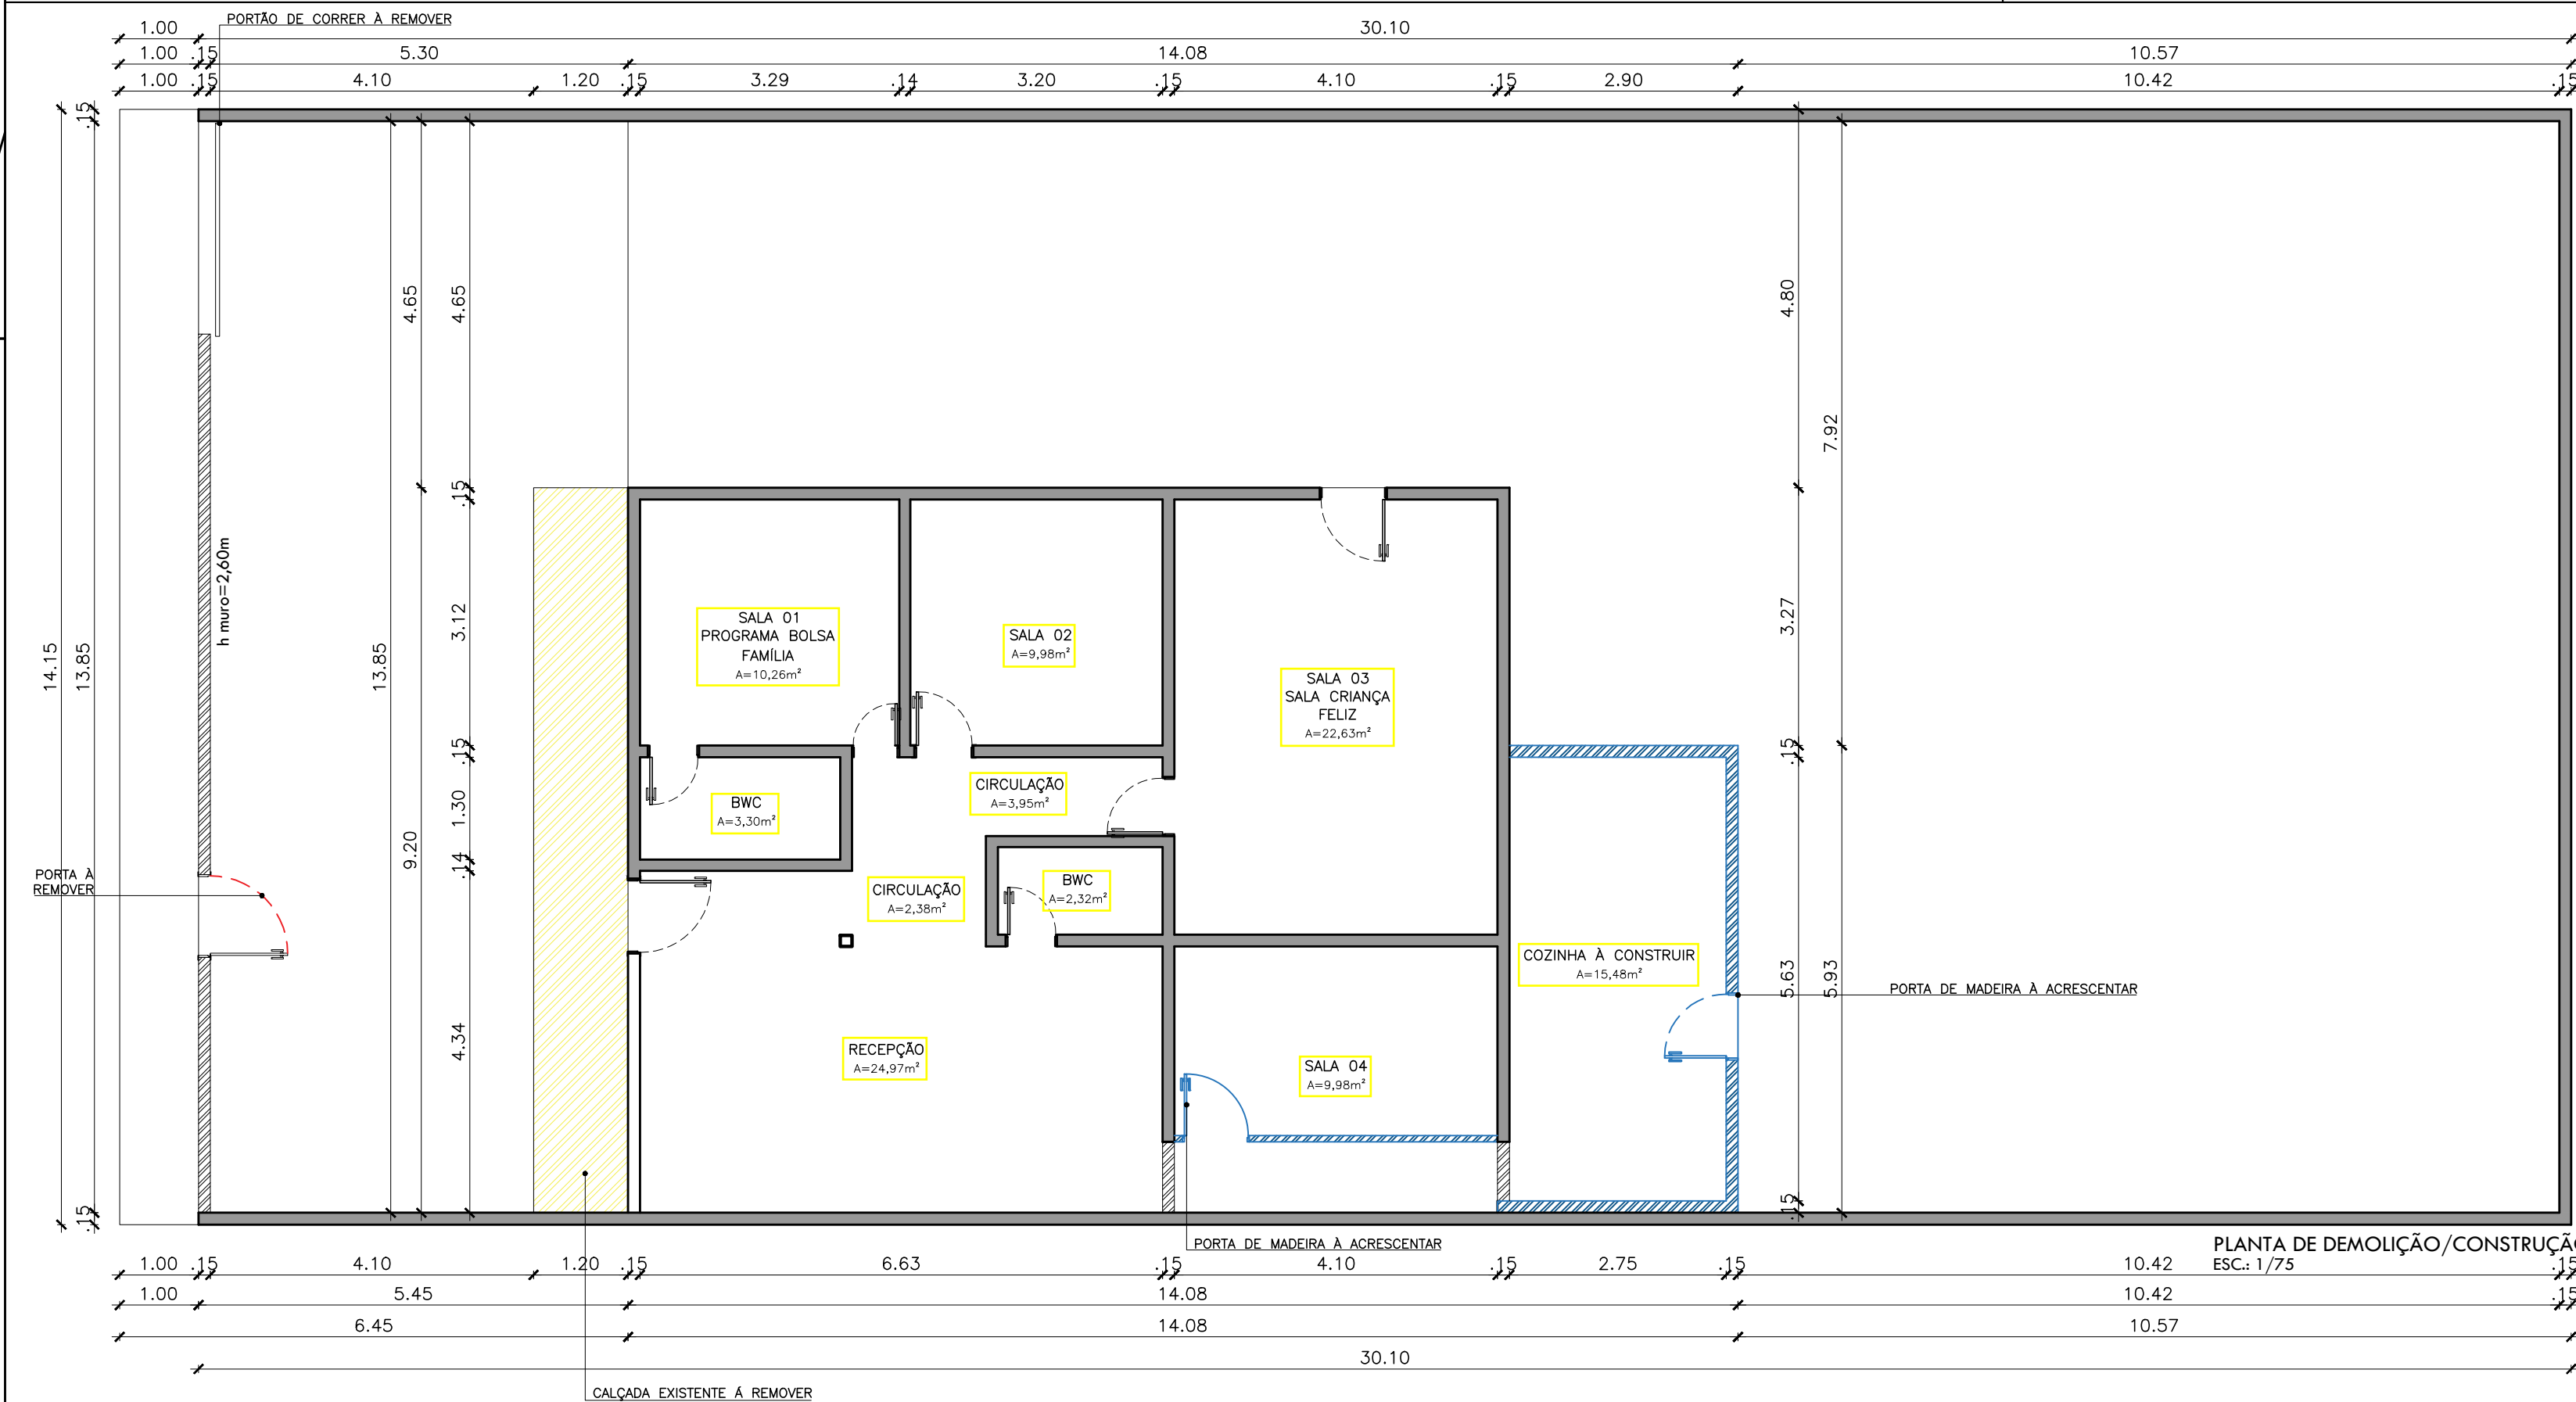 PORTÃO DE CORRER À REMOVER
1.00
30.10
1.00
.15
5.30
14.08
10.57
1.00
.15
4.10
1.20
.15
3.29
.14
3.20
.15
4.10
.15
2.90
10.42
.15
.15
4.65
4.65
4.80
7.92
h muro=2,60m
.15
3.12
3.27
14.15
13.85
13.85
SALA 01
PROGRAMA BOLSA
FAMÍLIA
A=10,26m²
SALA 02
A=9,98m²
SALA 03
SALA CRIANÇA
FELIZ
A=22,63m²
.15
.15
BWC
A=3,30m²
CIRCULAÇÃO
A=3,95m²
1.30
9.20
.14
PORTA À
REMOVER
CIRCULAÇÃO
A=2,38m²
BWC
A=2,32m²
COZINHA À CONSTRUIR
A=15,48m²
5.63
5.93
PORTA DE MADEIRA À ACRESCENTAR
4.34
RECEPÇÃO
A=24,97m²
SALA 04
A=9,98m²
.15
.15
PORTA DE MADEIRA À ACRESCENTAR
PLANTA DE DEMOLIÇÃO/CONSTRUÇÃO
ESC.: 1/75
1.00
.15
4.10
1.20
.15
6.63
.15
4.10
.15
2.75
.15
10.42
.15
1.00
5.45
14.08
10.42
.15
6.45
14.08
10.57
30.10
CALÇADA EXISTENTE Á REMOVER